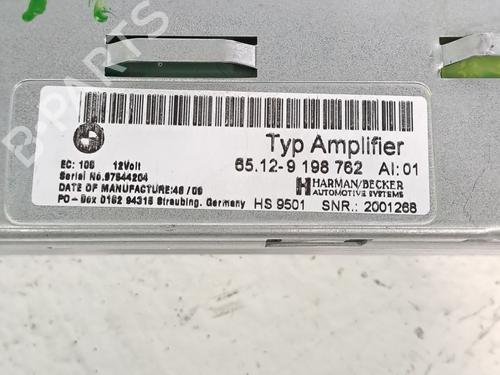 B-PARTS
Typ Amplifier
EC: 108 12Volt
65.12-9 198 762 AI: 01
Serial No.97844204
HARMAN/BECKER
AUTOMOTIVE SYSTEMS
DATE OF MANUFACTURE:48/09
PO-Box 0162 94315 Straubing. Germany HS 9501 SNR.: 2001268